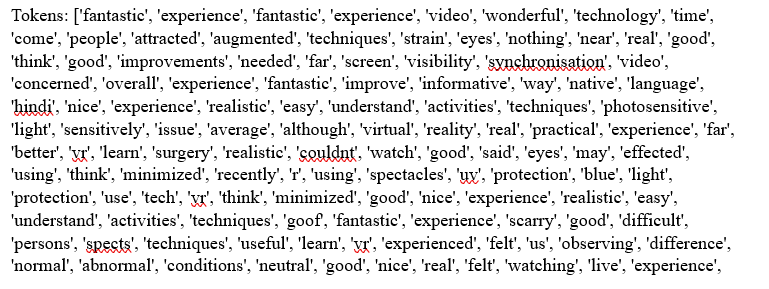 Tokens: ['fantastic', 'experience', 'fantastic', 'experience', 'video', 'wonderful', 'technology', 'time',
'come', 'people', 'attracted', 'augmented', 'techniques', 'strain', 'eyes', 'nothing', 'near', 'real', 'good',
'think', 'good', 'improvements', 'needed', 'far', 'screen', 'visibility', 'synchronisation', 'video',
'concerned', 'overall', 'experience', 'fantastic', 'improve', 'informative', 'way', 'native', 'language',
'hindi', 'nice', 'experience', 'realistic', 'easy', 'understand', 'activities', 'techniques', 'photosensitive',
'light', 'sensitively', 'issue', 'average', 'although', 'virtual', 'reality', 'real', 'practical', 'experience', 'far',
'better', 'vr', 'learn', 'surgery', 'realistic', 'couldnt', 'watch', 'good', 'said', 'eyes', 'may', 'effected',
'using', 'think', 'minimized', 'recently', 'r', 'using', 'spectacles', 'uv', 'protection', 'blue', 'light',
'protection', 'use', 'tech', 'vr', 'think', 'minimized', 'good', 'nice', 'experience', 'realistic', 'easy',
'understand', 'activities', 'techniques', 'goof', 'fantastic', 'experience', 'scarry', 'good', 'difficult',
'persons', 'spects', 'techniques', 'useful', 'learn', 'vr', 'experienced', 'felt', 'us', 'observing', 'difference',
'normal', 'abnormal', 'conditions', 'neutral', 'good', 'nice', 'real', 'felt', 'watching', 'live', 'experience',